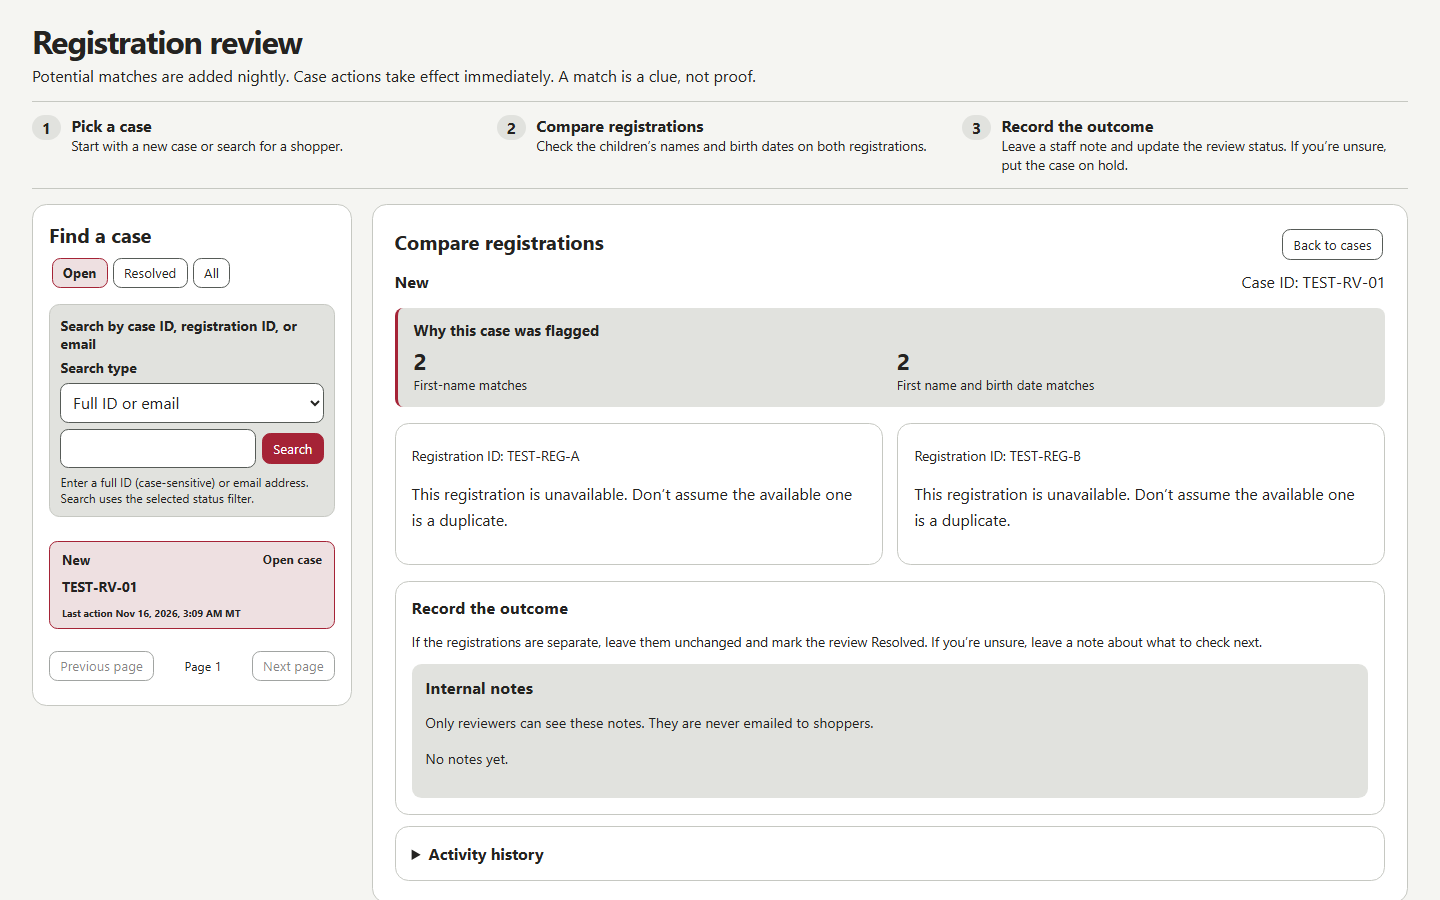 Registration review
Potential matches are added nightly. Case actions take effect immediately. A match is a clue, not proof.
1
Pick a case
Start with a new case or search for a shopper.
2
Compare registrations
Check the children’s names and birth dates on both registrations.
3
Record the outcome
Leave a staff note and update the review status. If you’re unsure,
put the case on hold.
Find a case
Open Resolved All
Search by case ID, registration ID, or
email
Search type
Full ID or email
Search
Enter a full ID (case-sensitive) or email address.
Search uses the selected status filter.
New Open case
TEST-RV-01
Last action Nov 16, 2026, 3:09 AM MT
Previous page Page 1 Next page
Compare registrations
Back to cases
New
Case ID: TEST-RV-01
Why this case was flagged
2
First-name matches
2
First name and birth date matches
Registration ID: TEST-REG-A
This registration is unavailable. Don’t assume the available one
is a duplicate.
Registration ID: TEST-REG-B
This registration is unavailable. Don’t assume the available one
is a duplicate.
Record the outcome
If the registrations are separate, leave them unchanged and mark the review Resolved. If you’re unsure, leave a note about what to check next.
Internal notes
Only reviewers can see these notes. They are never emailed to shoppers.
No notes yet.
Activity history